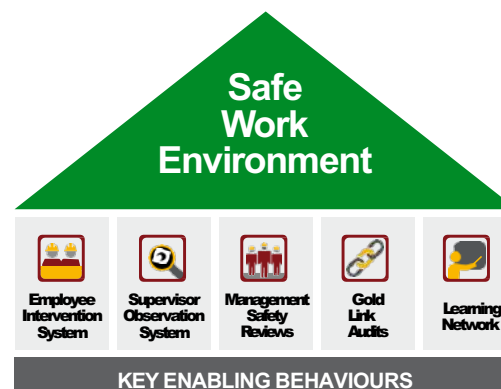 Safe
Work
Environment
Employee
Intervention
System
Supervisor
Observation
System
Management
Safety
Reviews
Gold
Link
Audits
Learning
Network
KEY ENABLING BEHAVIOURS